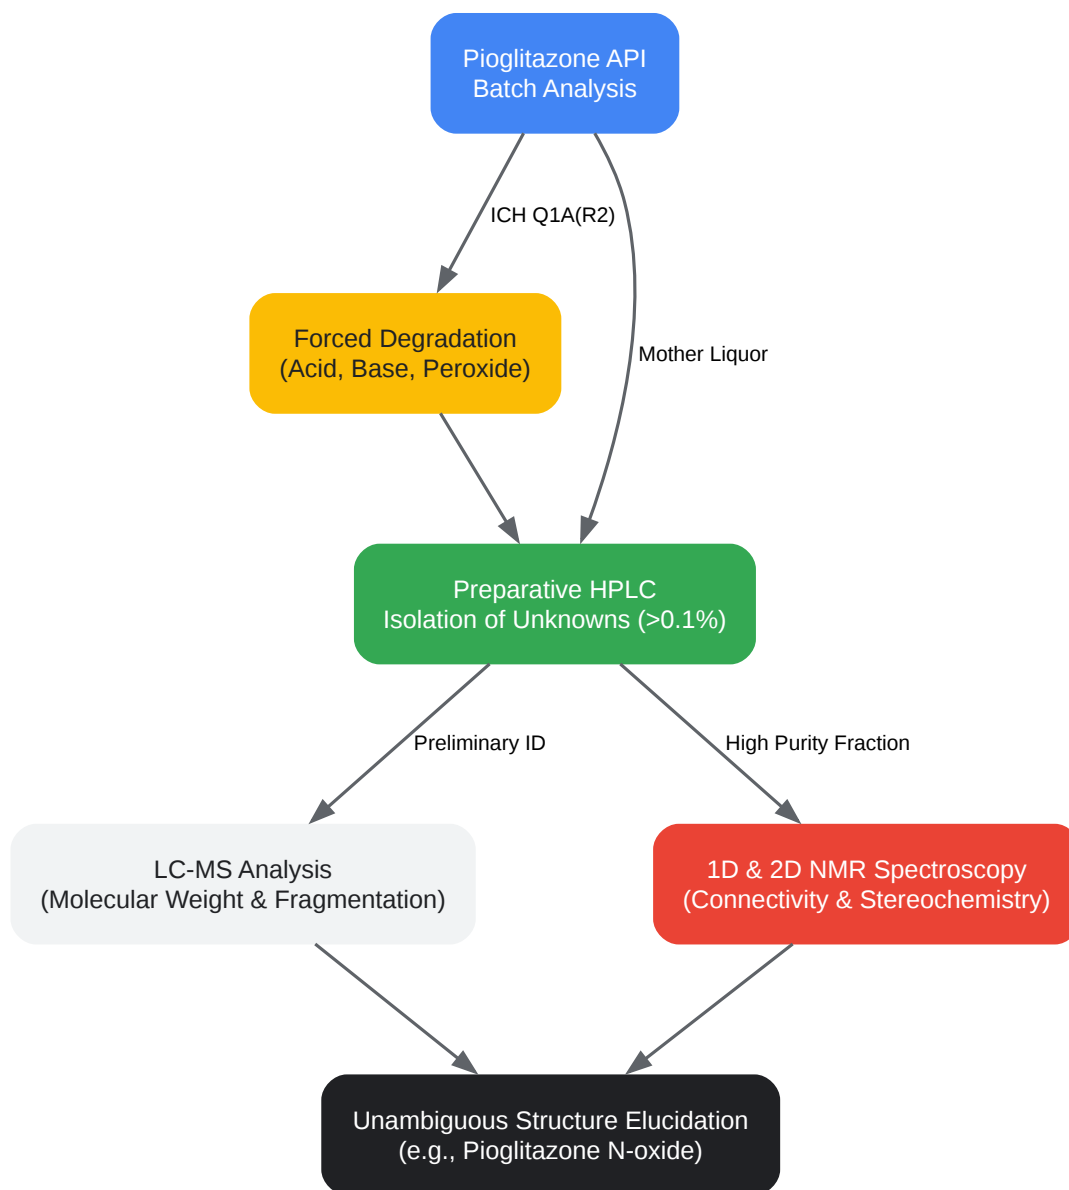 Pioglitazone API
Batch Analysis
ICH Q1A(R2)
Forced Degradation
(Acid, Base, Peroxide)
Mother Liquor
Preparative HPLC
Isolation of Unknowns (>0.1%)
Preliminary ID
High Purity Fraction
LC-MS Analysis
(Molecular Weight & Fragmentation)
1D & 2D NMR Spectroscopy
(Connectivity & Stereochemistry)
Unambiguous Structure Elucidation
(e.g., Pioglitazone N-oxide)